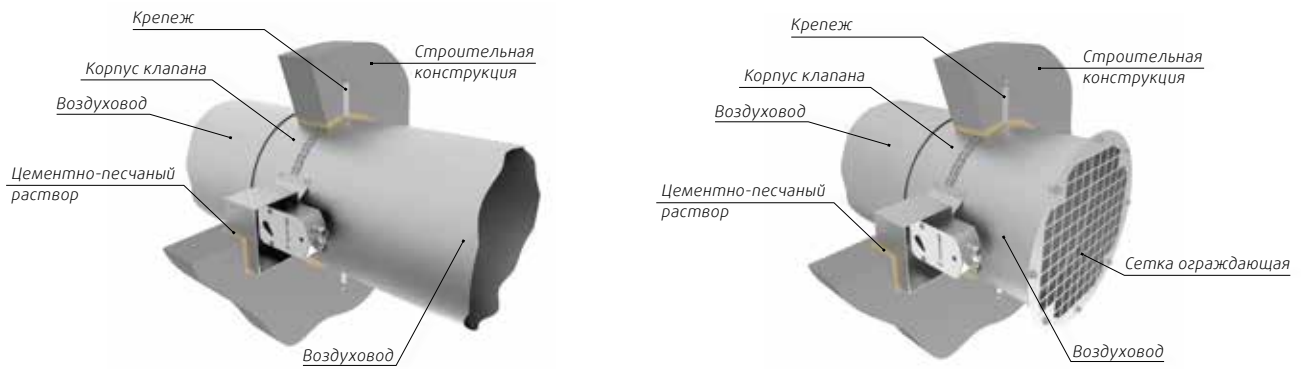 Крепеж
Строительная
конструкция
Корпус клапана
Воздуховод
Цементно-песчаный
раствор
Воздуховод
Крепеж
Строительная
конструкция
Корпус клапана
Воздуховод
Цементно-песчаный
раствор
Сетка ограждающая
Воздуховод